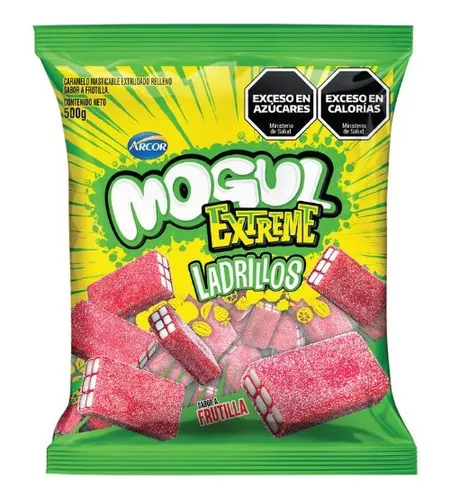 CARAMELO MASTICABLE EXTRUDADO RELLENO
SABOR A FRUTILLA.
CONTENIDO NETO
500g
EXCESO EN
AZÚCARES
Ministerio
de Salud
EXCESO EN
CALORÍAS
Ministerio
de Salud
ARCOR
MOGUL
EXTREME
LADRILLOS
SABOR A
FRUTILLA